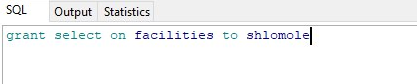 SQL Output Statistics
grant select on facilities to shlomole